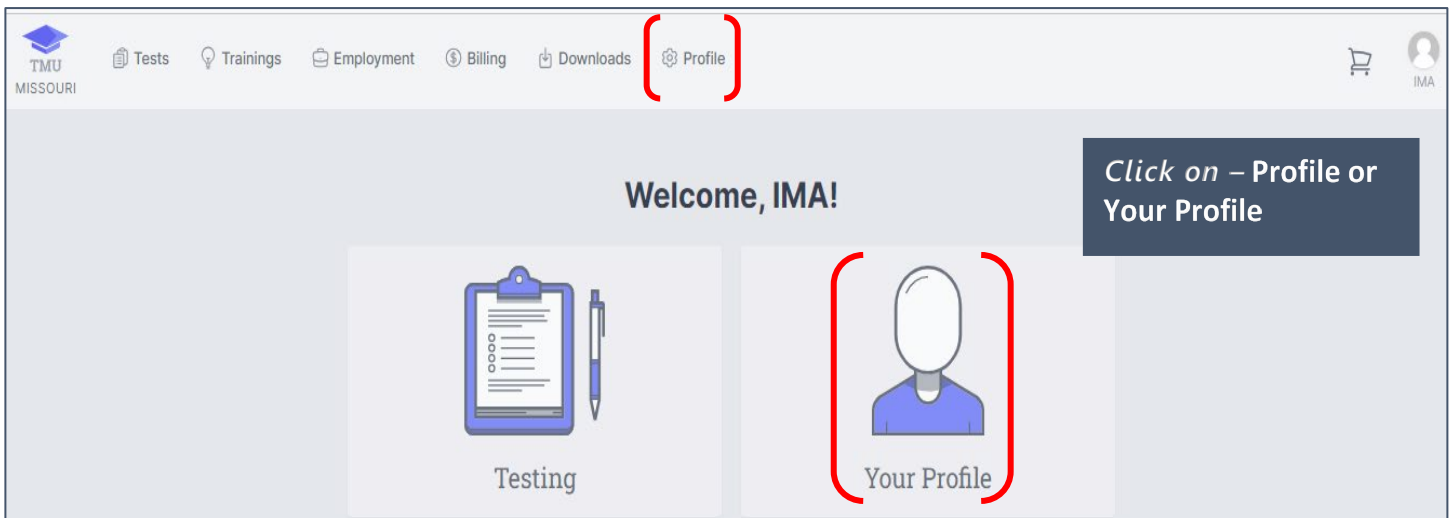 TMU
MISSOURI
Tests Trainings Employment Billing Downloads Profile
IMA
Click on – Profile or
Your Profile
Welcome, IMA!
Testing
Your Profile